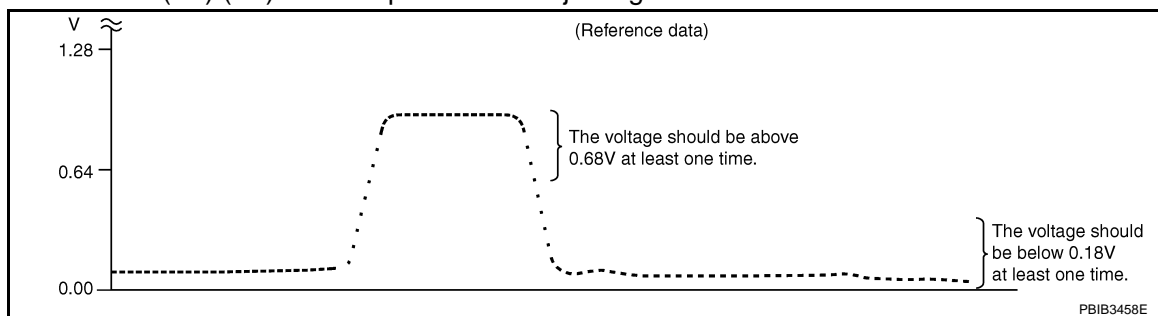 V
(Reference data)
1.28
The voltage should be above
0.68V at least one time.
0.64
The voltage should
be below 0.18V
at least one time.
0.00
PBIB3458E